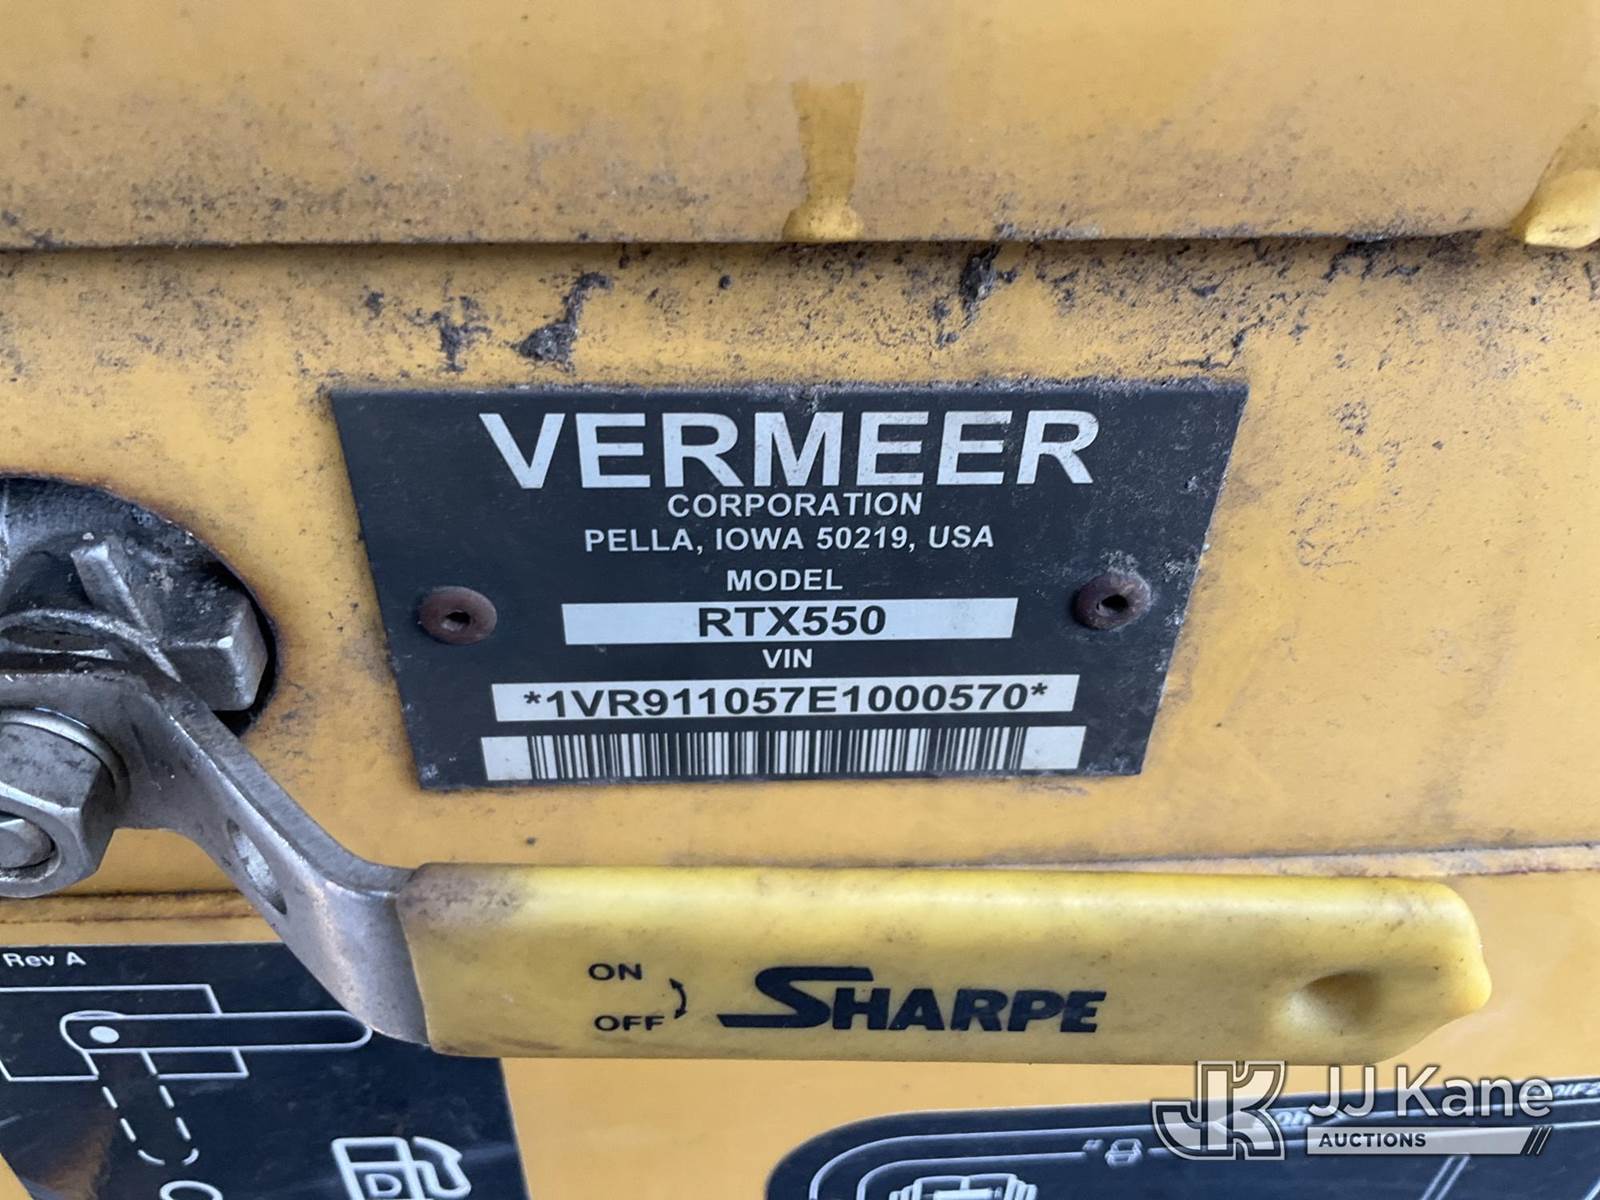 VERMEER
CORPORATION
PELLA, IOWA 50219, USA
MODEL
RTX550
VIN
*1VR911057E1000570*
ON
OFF
SHARPE
Rev A
D
JJ Kane
AUCTIONS